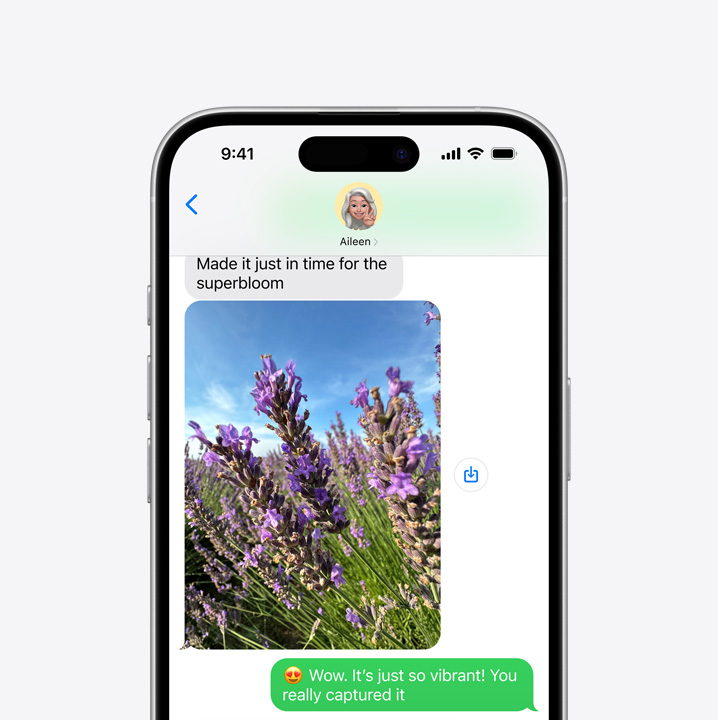 9:41
Aileen
Made it just in time for the
superbloom
😍 Wow. It’s just so vibrant! You
really captured it